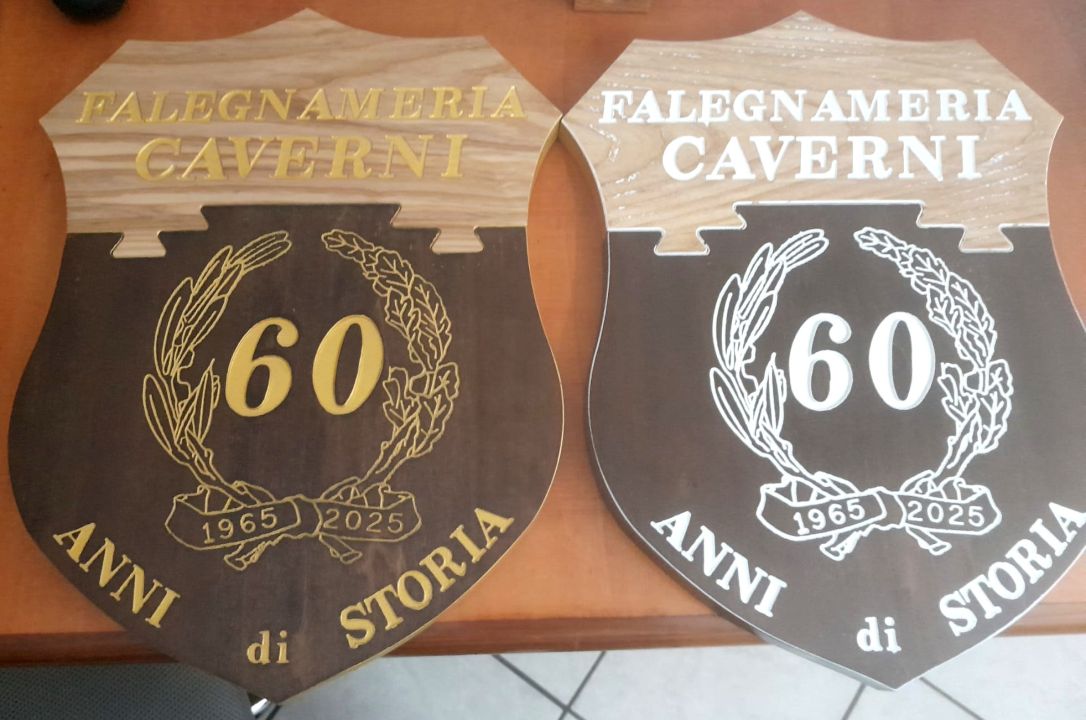 FALEGNAMERIA
CAVERNI
60
1965 2025
ANNI di STORIA
FALEGNAMERIA
CAVERNI
60
1965 2025
ANNI di STORIA